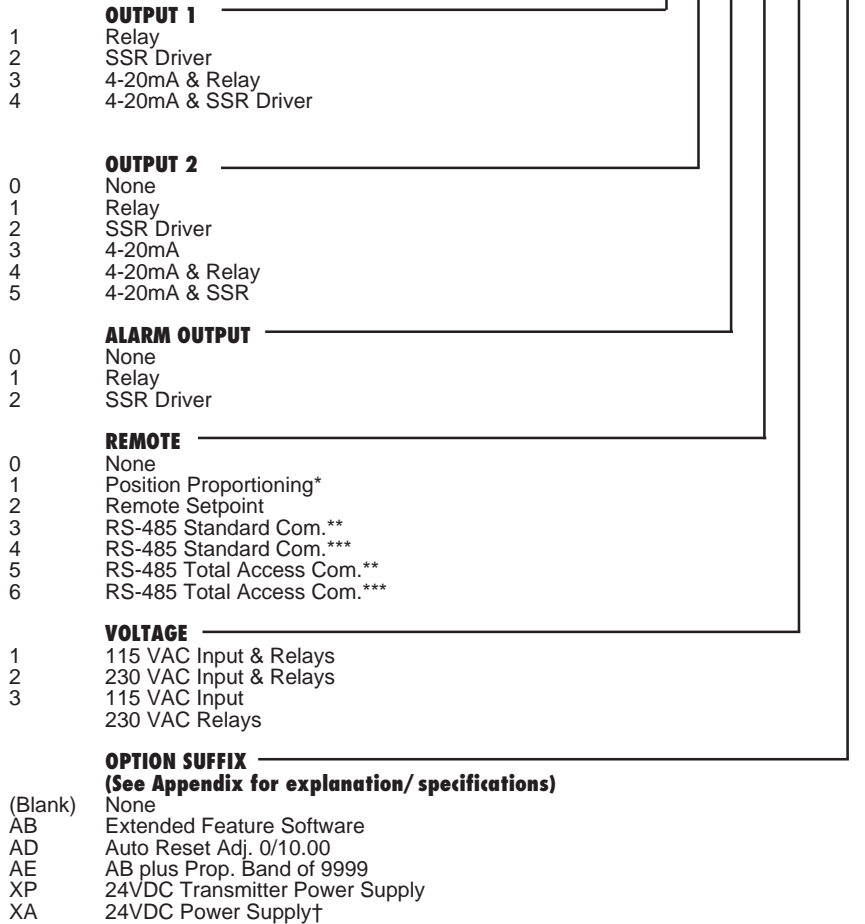 OUTPUT 1
1 Relay
2 SSR Driver
3 4-20mA & Relay
4 4-20mA & SSR Driver
OUTPUT 2
0 None
1 Relay
2 SSR Driver
3 4-20mA
4 4-20mA & Relay
5 4-20mA & SSR
ALARM OUTPUT
0 None
1 Relay
2 SSR Driver
REMOTE
0 None
1 Position Proportioning*
2 Remote Setpoint
3 RS-485 Standard Com.**
4 RS-485 Standard Com.***
5 RS-485 Total Access Com.**
6 RS-485 Total Access Com.***
VOLTAGE
1 115 VAC Input & Relays
2 230 VAC Input & Relays
3 115 VAC Input
230 VAC Relays
OPTION SUFFIX
(See Appendix for explanation/specifications)
(Blank) None
AB Extended Feature Software
AD Auto Reset Adj. 0/10.00
AE AB plus Prop. Band of 9999
XP 24VDC Transmitter Power Supply
XA 24VDC Power Supply†